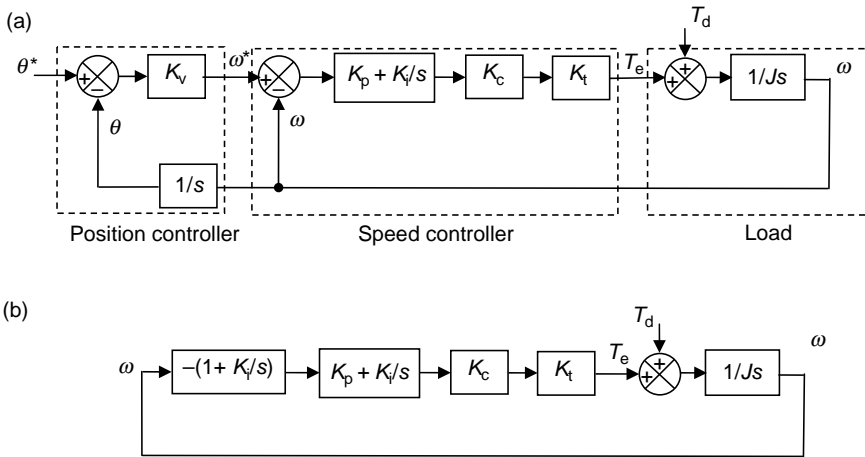 (a)
T_d
θ*
K_v
ω*
K_p + K_i/s
K_c
K_t
T_e
1/Js
ω
+
−
+
−
+
+
θ
ω
1/s
Position controller
Speed controller
Load
(b)
T_d
ω
−(1+ K_i/s)
K_p + K_i/s
K_c
K_t
T_e
+
+
1/Js
ω